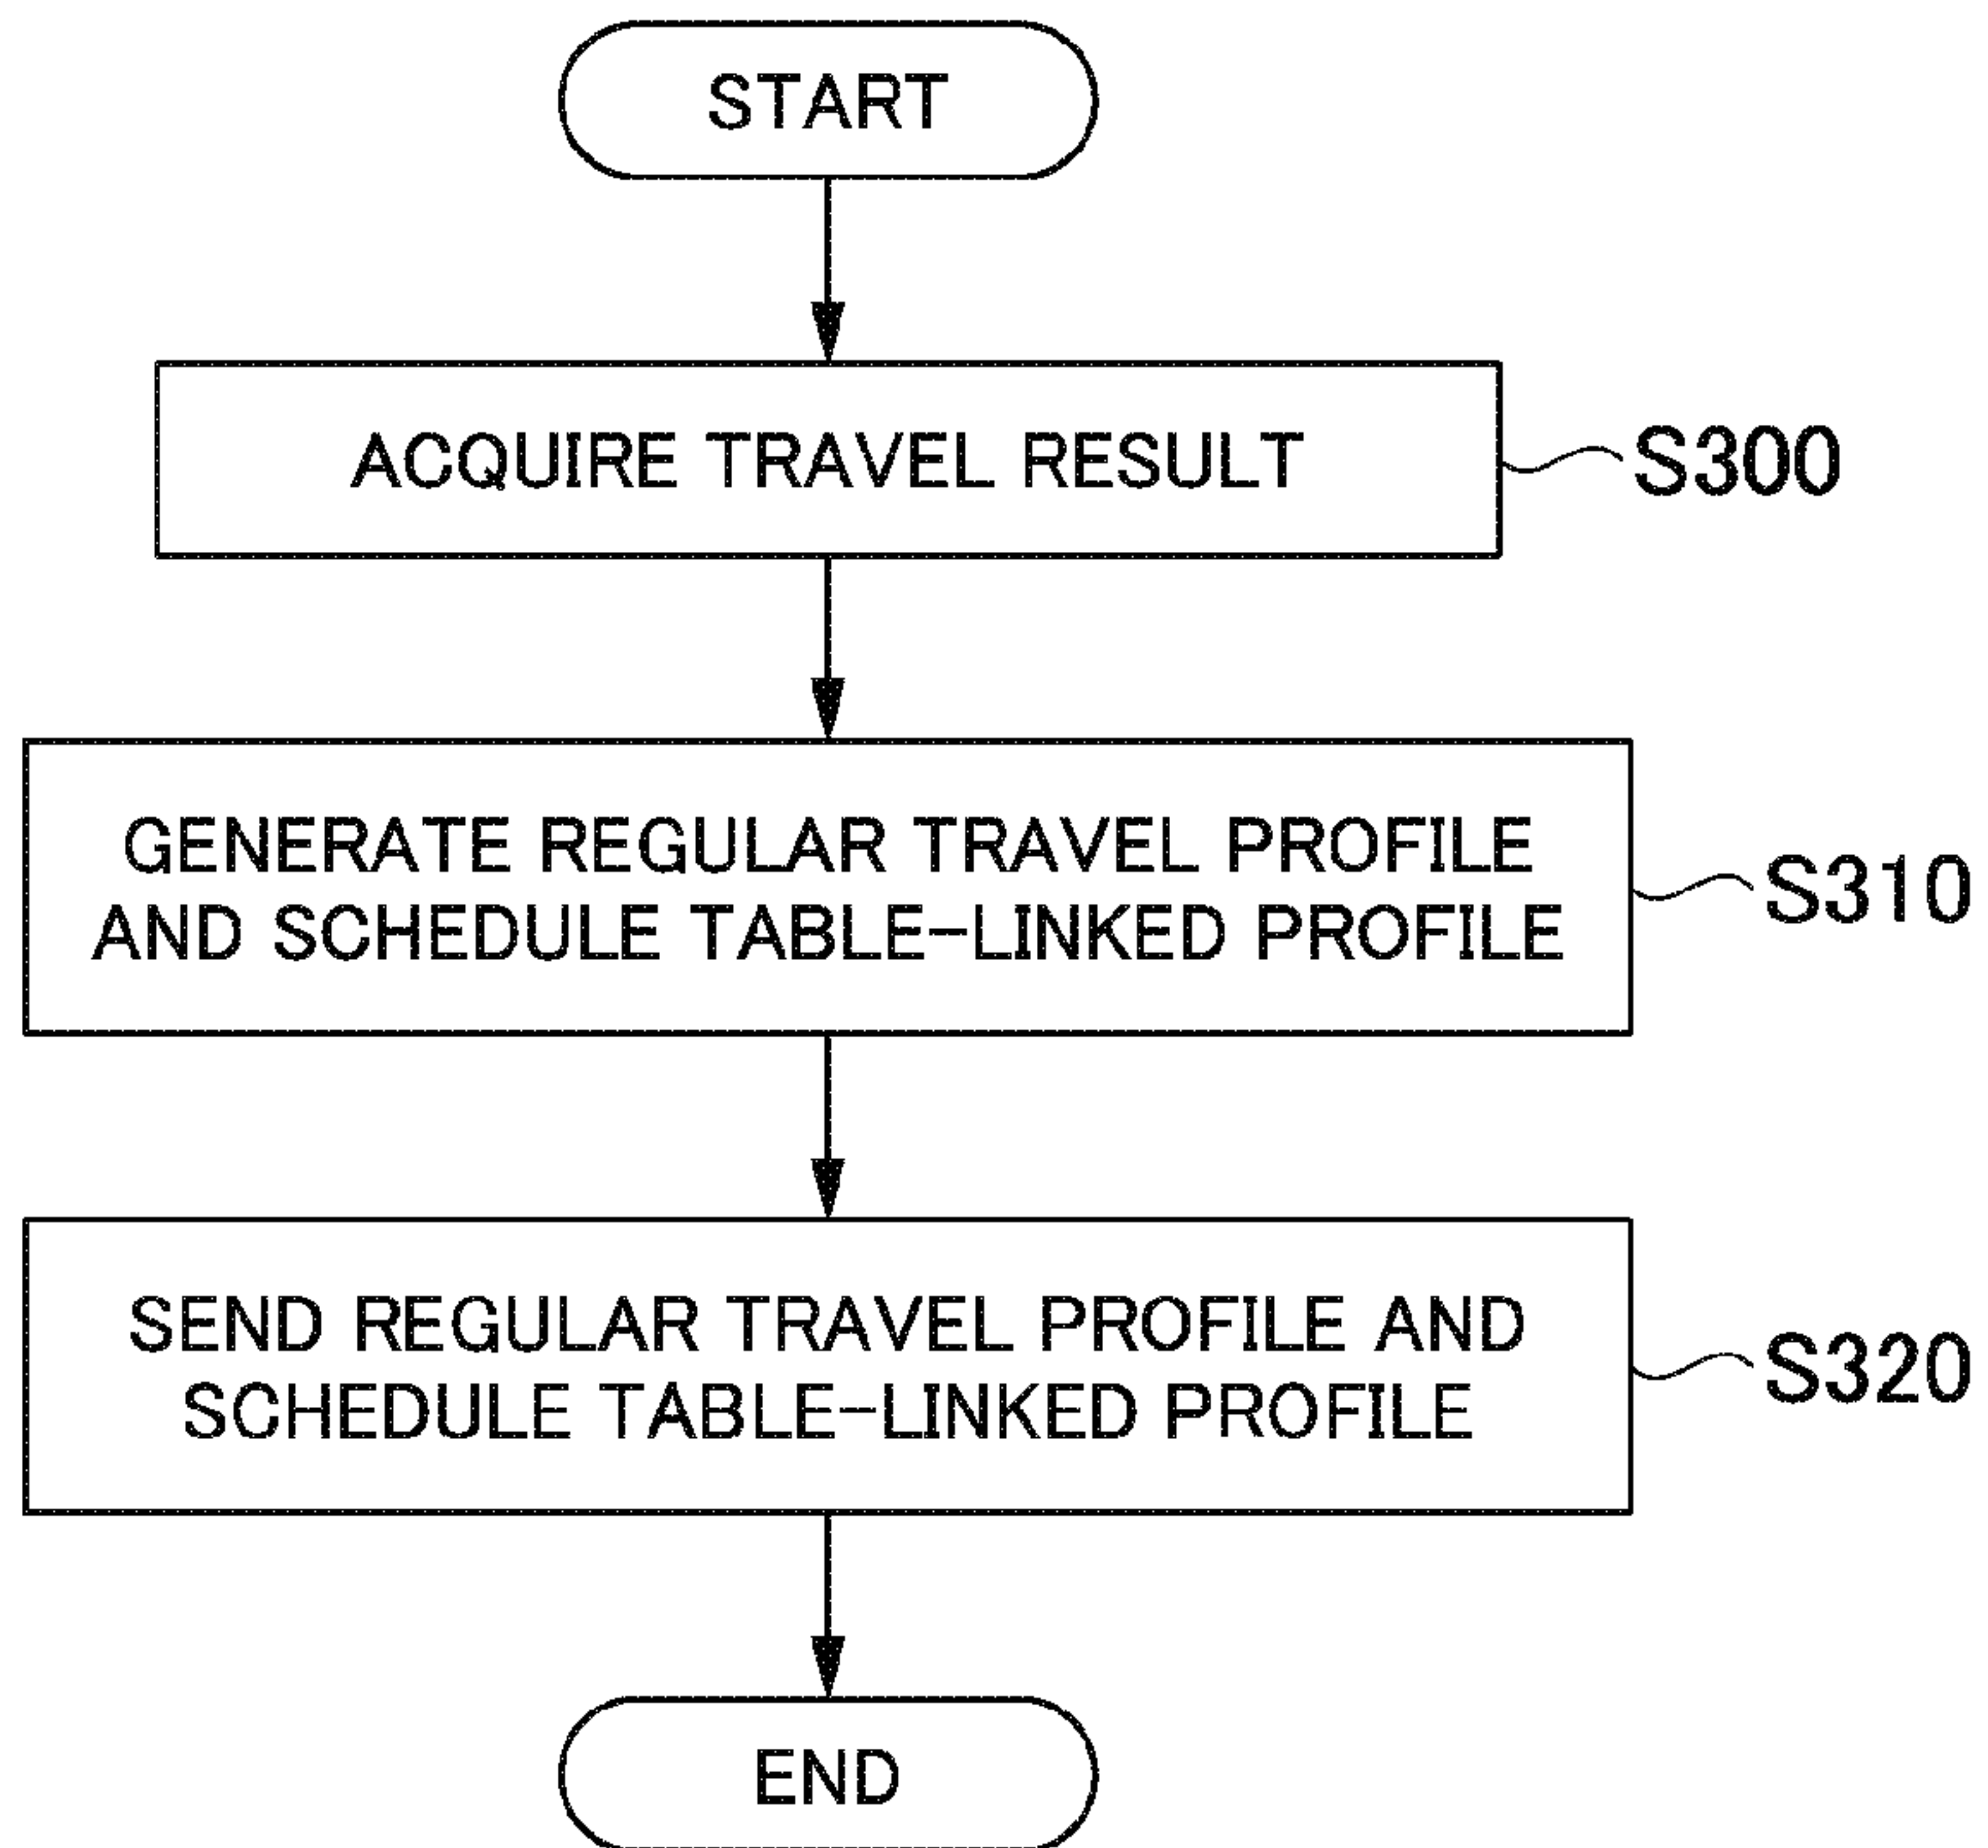 START
ACQUIRE TRAVEL RESULT
S300
GENERATE REGULAR TRAVEL PROFILE
AND SCHEDULE TABLE-LINKED PROFILE
S310
SEND REGULAR TRAVEL PROFILE AND
SCHEDULE TABLE-LINKED PROFILE
S320
END